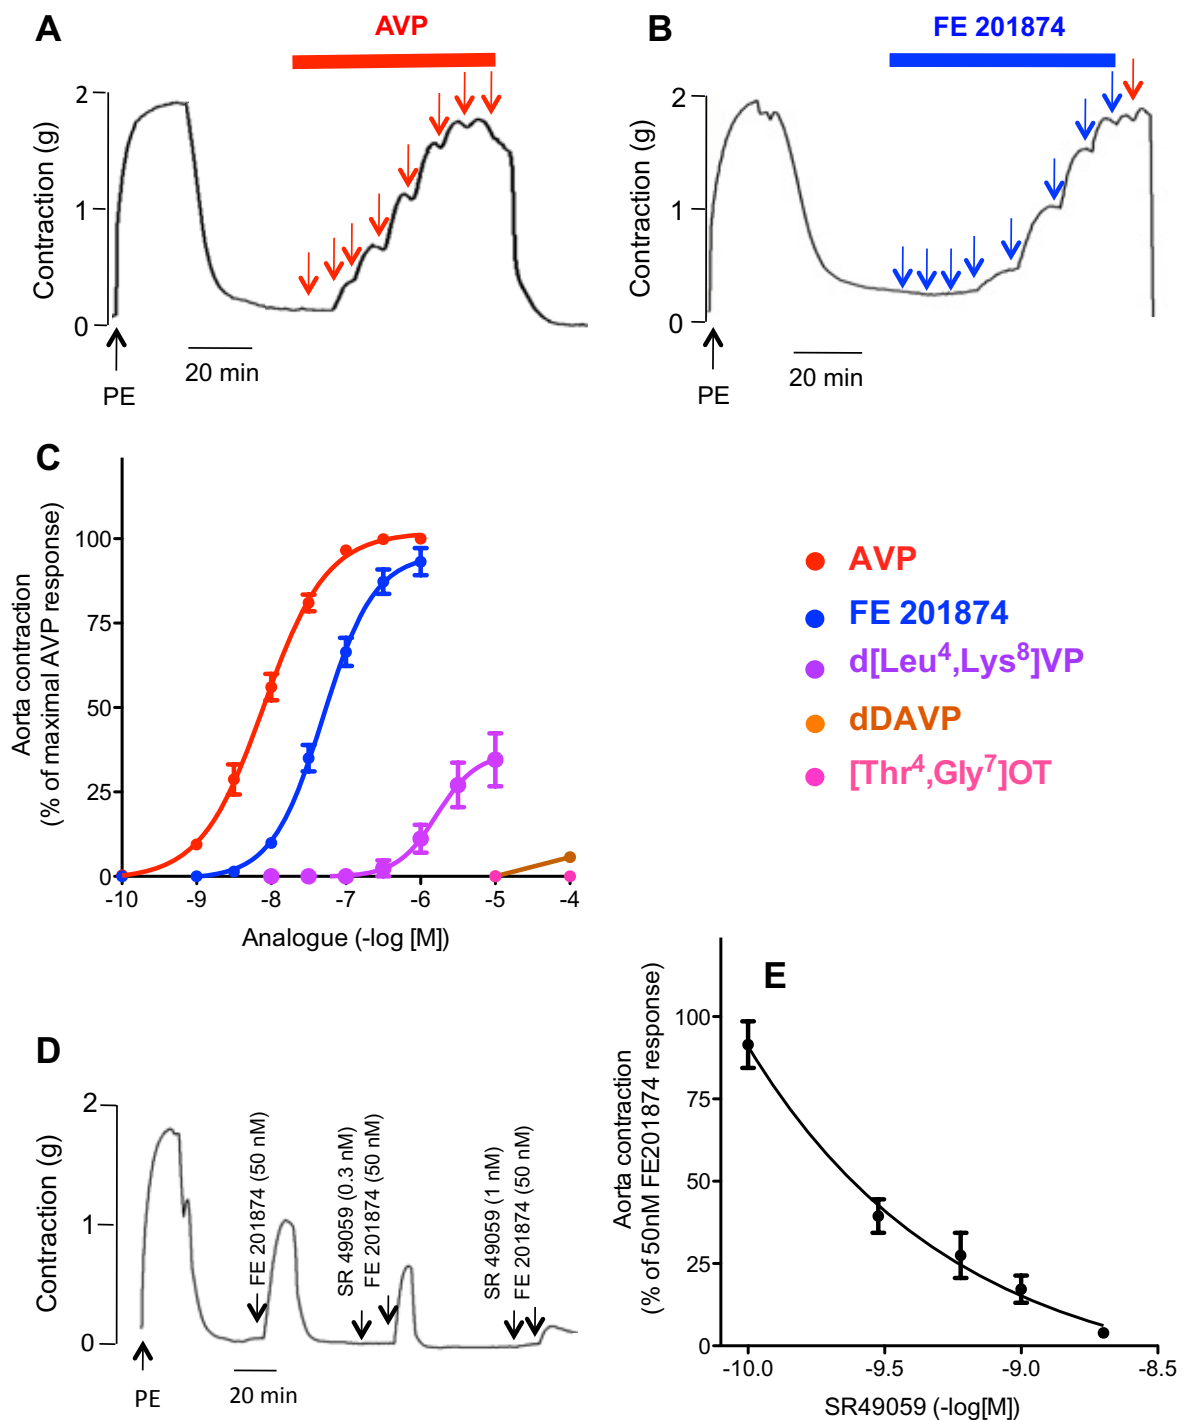 A
AVP
2
1
0
Contraction (g)
PE
20 min
B
FE 201874
2
1
0
Contraction (g)
PE
20 min
C
100
75
50
25
0
Aorta contraction
(% of maximal AVP response)
-10 -9 -8 -7 -6 -5 -4
Analogue (-log [M])
AVP
FE 201874
d[Leu⁴,Lys⁸]VP
dDAVP
[Thr⁴,Gly⁷]OT
D
2
1
0
Contraction (g)
PE
20 min
FE 201874 (50 nM)
SR 49059 (0.3 nM)
FE 201874 (50 nM)
SR 49059 (1 nM)
FE 201874 (50 nM)
E
100
75
50
25
0
Aorta contraction
(% of 50nM FE201874 response)
-10.0 -9.5 -9.0 -8.5
SR49059 (-log[M])